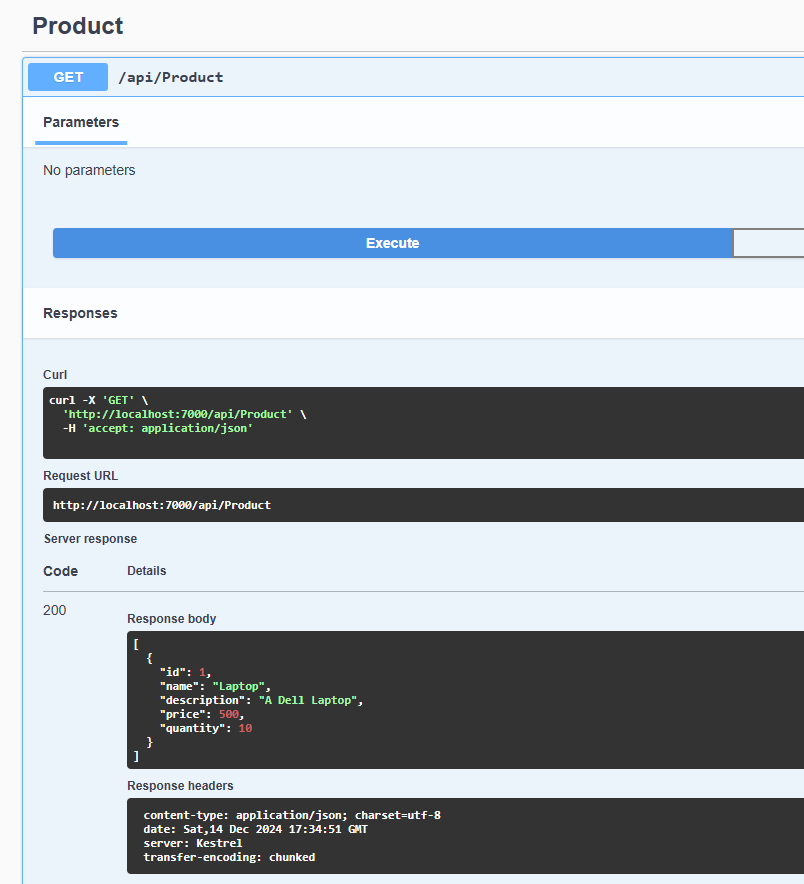 Product
GET /api/Product
Parameters
No parameters
Execute
Responses
Curl
curl -X 'GET' \
  'http://localhost:7000/api/Product' \
  -H 'accept: application/json'
Request URL
http://localhost:7000/api/Product
Server response
Code Details
200
Response body
[
  {
    "id": 1,
    "name": "Laptop",
    "description": "A Dell Laptop",
    "price": 500,
    "quantity": 10
  }
]
Response headers
content-type: application/json; charset=utf-8
date: Sat,14 Dec 2024 17:34:51 GMT
server: Kestrel
transfer-encoding: chunked